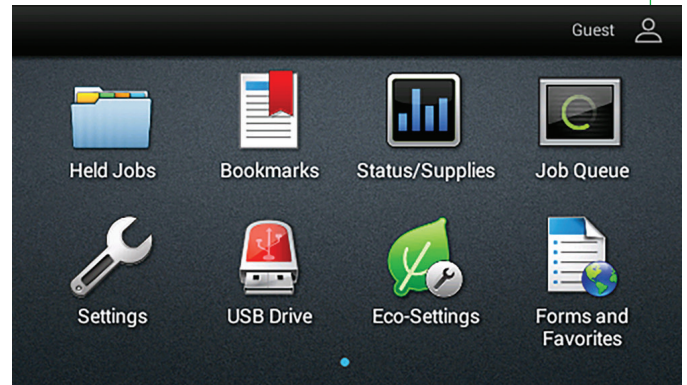 Guest
Held Jobs
Bookmarks
Status/Supplies
Job Queue
Settings
USB Drive
Eco-Settings
Forms and
Favorites